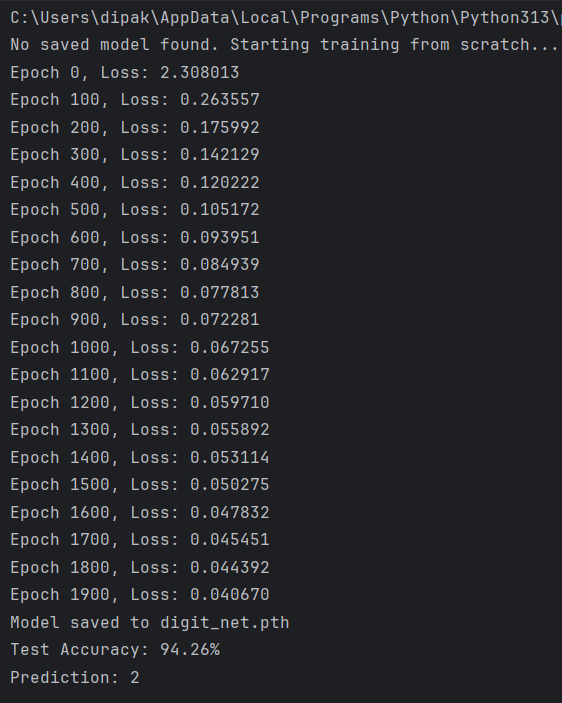 C:\Users\dipak\AppData\Local\Programs\Python\Python313\
No saved model found. Starting training from scratch...
Epoch 0, Loss: 2.308013
Epoch 100, Loss: 0.263557
Epoch 200, Loss: 0.175992
Epoch 300, Loss: 0.142129
Epoch 400, Loss: 0.120222
Epoch 500, Loss: 0.105172
Epoch 600, Loss: 0.093951
Epoch 700, Loss: 0.084939
Epoch 800, Loss: 0.077813
Epoch 900, Loss: 0.072281
Epoch 1000, Loss: 0.067255
Epoch 1100, Loss: 0.062917
Epoch 1200, Loss: 0.059710
Epoch 1300, Loss: 0.055892
Epoch 1400, Loss: 0.053114
Epoch 1500, Loss: 0.050275
Epoch 1600, Loss: 0.047832
Epoch 1700, Loss: 0.045451
Epoch 1800, Loss: 0.044392
Epoch 1900, Loss: 0.040670
Model saved to digit_net.pth
Test Accuracy: 94.26%
Prediction: 2